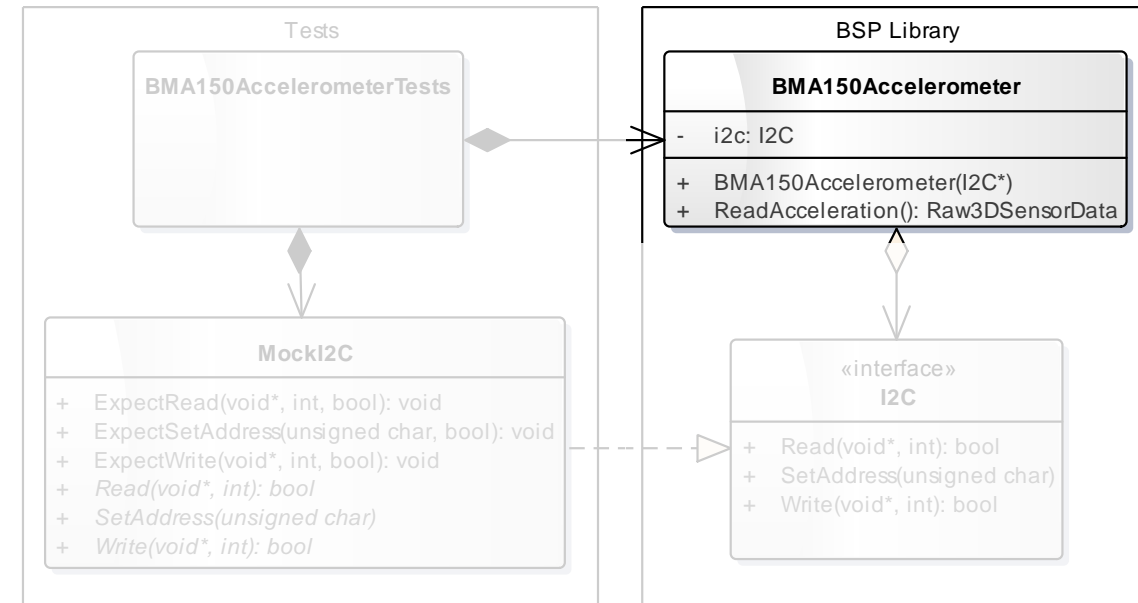 Tests
BMA150AccelerometerTests
MockI2C
+ ExpectRead(void*, int, bool): void
+ ExpectSetAddress(unsigned char, bool): void
+ ExpectWrite(void*, int, bool): void
+ Read(void*, int): bool
+ SetAddress(unsigned char)
+ Write(void*, int): bool
BSP Library
BMA150Accelerometer
- i2c: I2C
+ BMA150Accelerometer(I2C*)
+ ReadAcceleration(): Raw3DSensorData
«interface»
I2C
+ Read(void*, int): bool
+ SetAddress(unsigned char)
+ Write(void*, int): bool